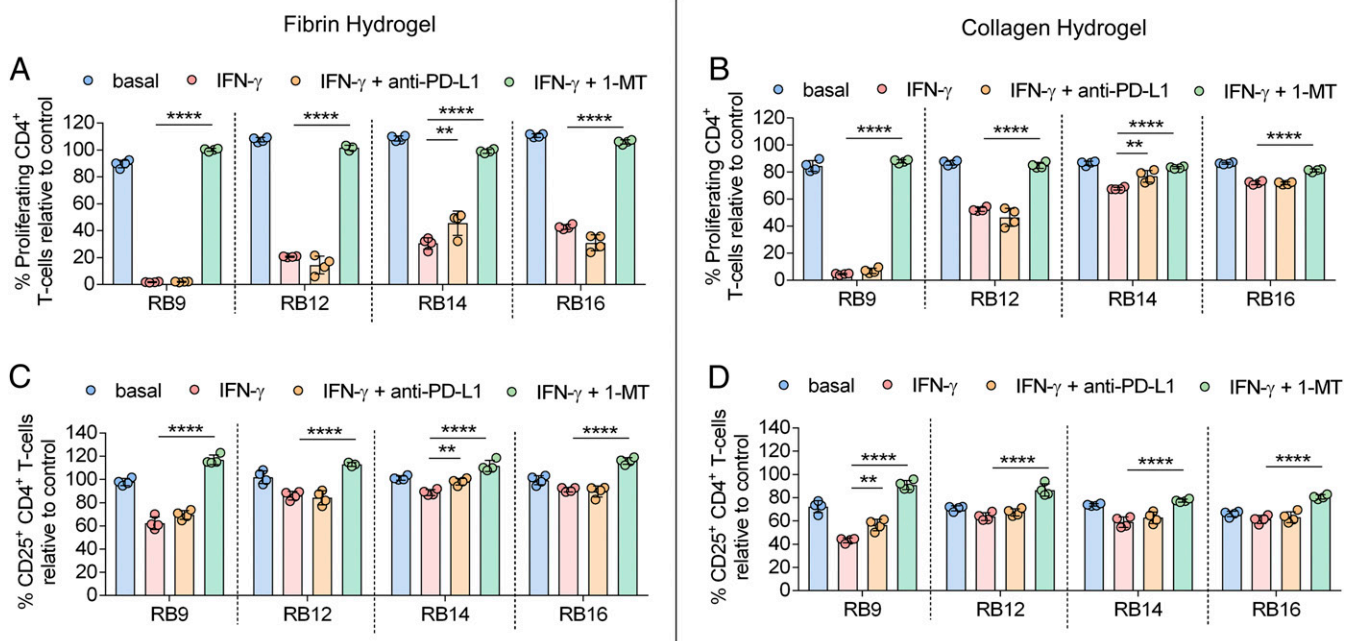 Fibrin Hydrogel
A
basal IFN-γ IFN-γ + anti-PD-L1 IFN-γ + 1-MT
% Proliferating CD4+
T-cells relative to control
120
100
80
60
40
20
0
**** **** **** ** ****
RB9 RB12 RB14 RB16
Collagen Hydrogel
B
basal IFN-γ IFN-γ + anti-PD-L1 IFN-γ + 1-MT
% Proliferating CD4+
T-cells relative to control
120
100
80
60
40
20
0
**** **** **** ** ****
RB9 RB12 RB14 RB16
C
basal IFN-γ IFN-γ + anti-PD-L1 IFN-γ + 1-MT
% CD25+ CD4+ T-cells
relative to control
140
120
100
80
60
40
20
0
**** **** **** ** ****
RB9 RB12 RB14 RB16
D
basal IFN-γ IFN-γ + anti-PD-L1 IFN-γ + 1-MT
% CD25+ CD4+ T-cells
relative to control
140
120
100
80
60
40
20
0
**** ** **** **** ****
RB9 RB12 RB14 RB16